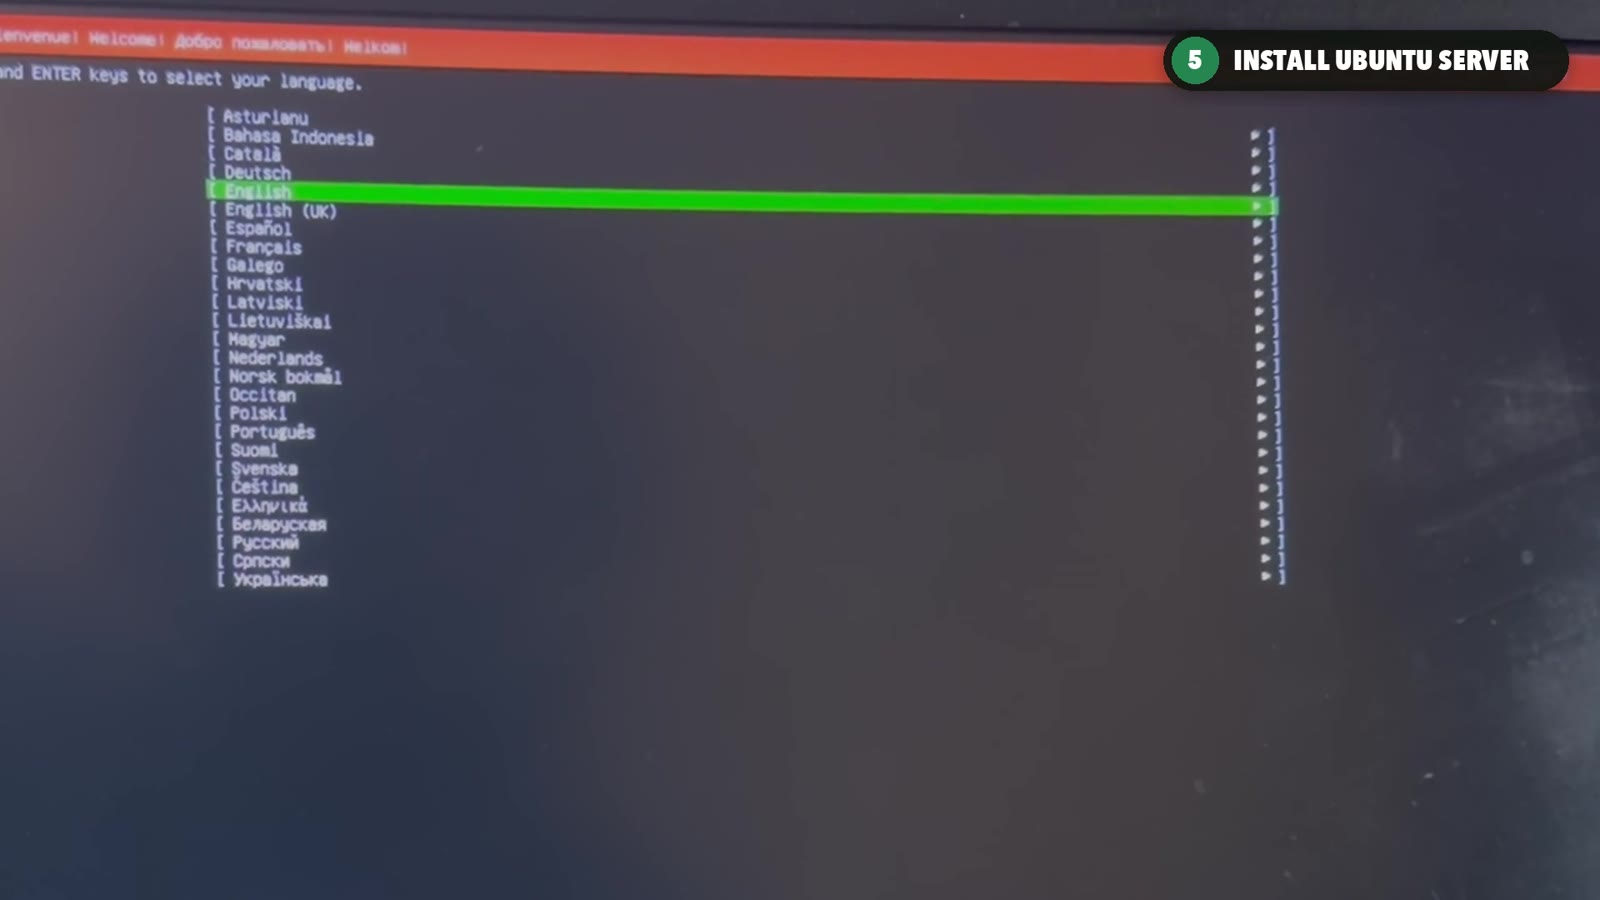 Welcome! Добро пожаловать! Welkom!
5 INSTALL UBUNTU SERVER
and ENTER keys to select your language.
[ Asturianu
[ Bahasa Indonesia ► ]
[ Català ► ]
[ Deutsch ► ]
[ English ► ]
[ English (UK) ► ]
[ Español ► ]
[ Français ► ]
[ Galego ► ]
[ Hrvatski ► ]
[ Latviski ► ]
[ Lietuviškai ► ]
[ Magyar ► ]
[ Nederlands ► ]
[ Norsk bokmål ► ]
[ Occitan ► ]
[ Polski ► ]
[ Português ► ]
[ Suomi ► ]
[ Svenska ► ]
[ Čeština ► ]
[ Ελληνικά ► ]
[ Беларуская ► ]
[ Русский ► ]
[ Српски ► ]
[ Українська ► ]